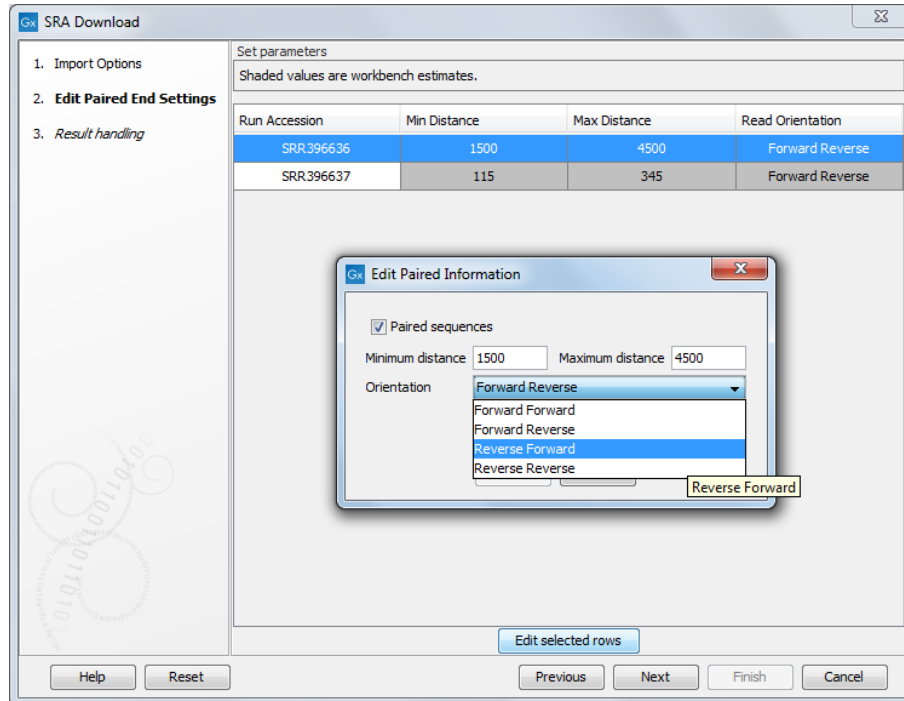 Gx SRA Download
1. Import Options
2. Edit Paired End Settings
3. Result handling
Set parameters
Shaded values are workbench estimates.
Run Accession Min Distance Max Distance Read Orientation
SRR396636 1500 4500 Forward Reverse
SRR396637 115 345 Forward Reverse
Gx Edit Paired Information
Paired sequences
Minimum distance 1500 Maximum distance 4500
Orientation Forward Reverse
Forward Forward
Forward Reverse
Reverse Forward
Reverse Reverse
Reverse Forward
Edit selected rows
Help Reset Previous Next Finish Cancel